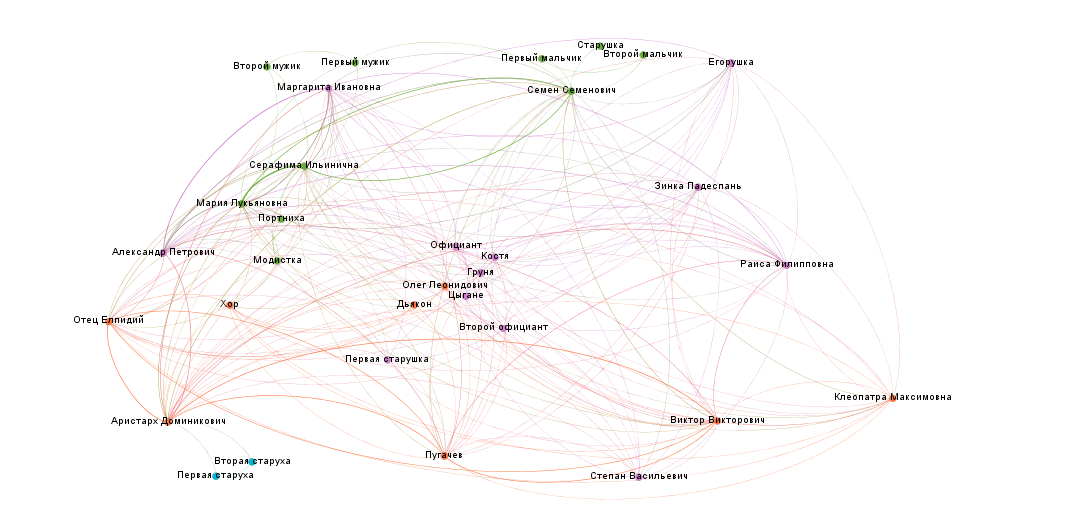 Старушка
Второй мальчик
Первый мальчик
Егорушка
Второй мужик
Первый мужик
Маргарита Ивановна
Семен Семенович
Серафима Ильинична
Зинка Падеспань
Мария Лукьяновна
Портниха
Александр Петрович
Официант
Костя
Модистка
Раиса Филипповна
Груня
Олег Леонидович
Цыгане
Хор
Дьякон
Отец Елпидий
Второй официант
Первая старушка
Клеопатра Максимовна
Аристарх Доминикович
Виктор Викторович
Пугачев
Вторая старуха
Первая старуха
Степан Васильевич